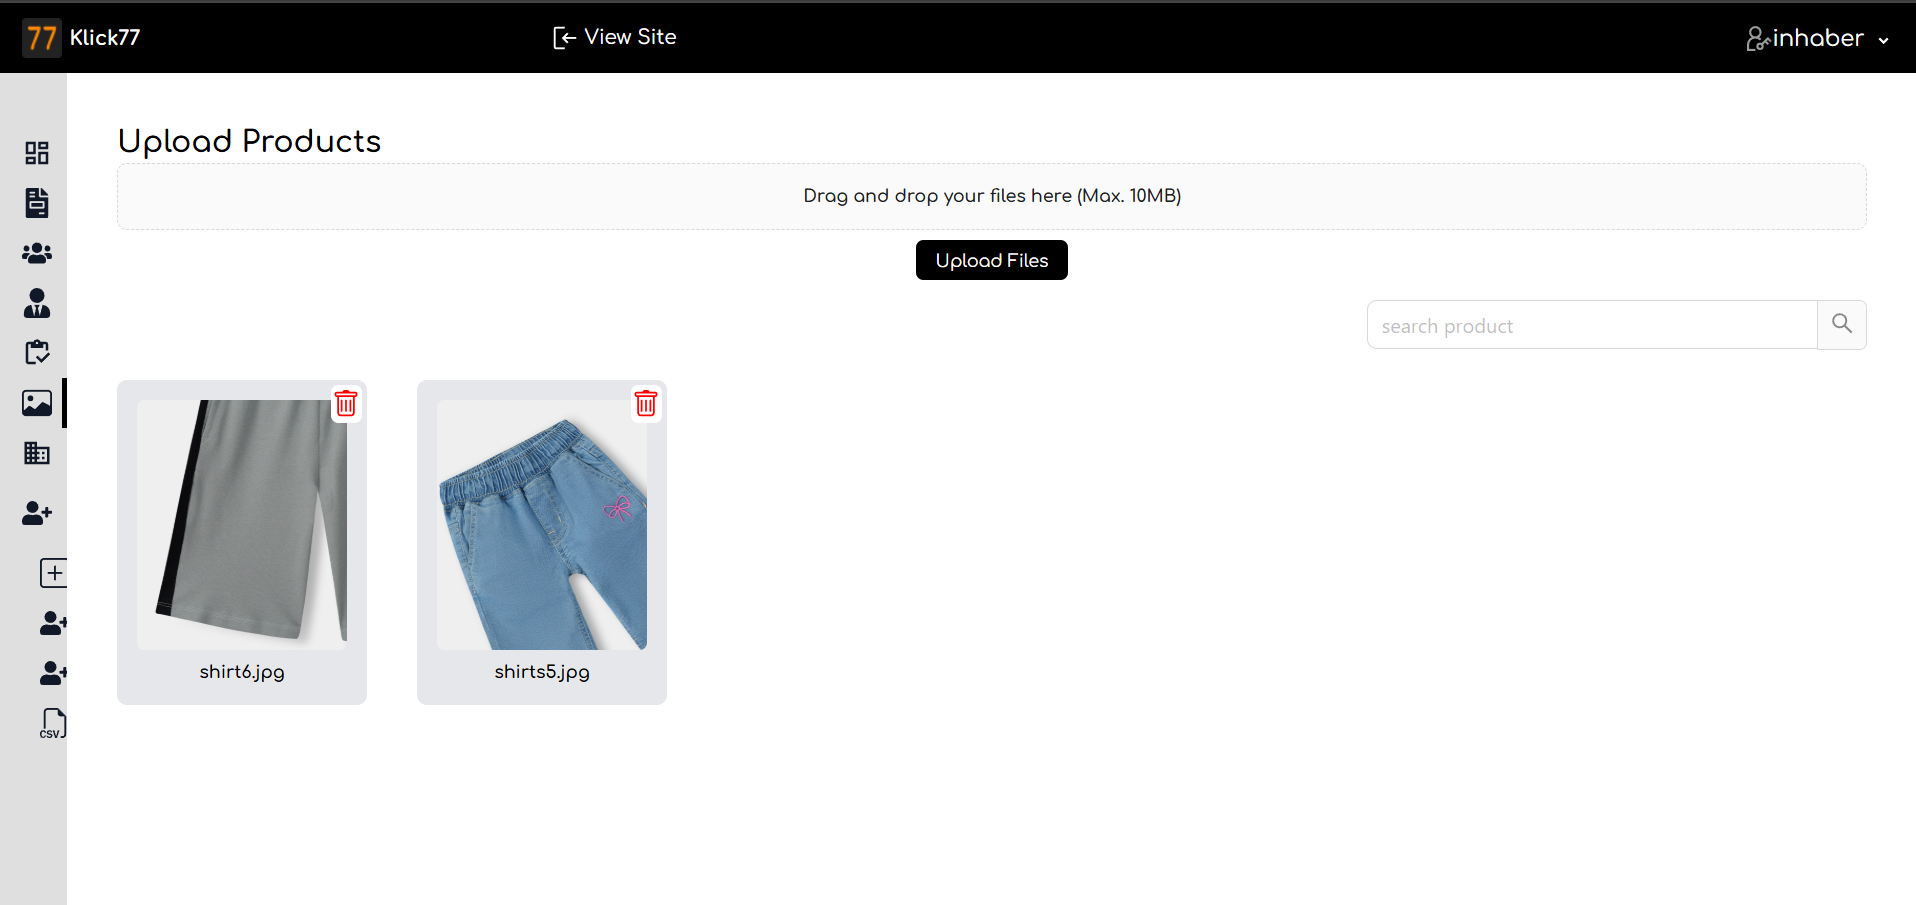 77 Klick77
View Site
inhaber
Upload Products
Drag and drop your files here (Max. 10MB)
Upload Files
search product
shirt6.jpg
shirts5.jpg
CSV